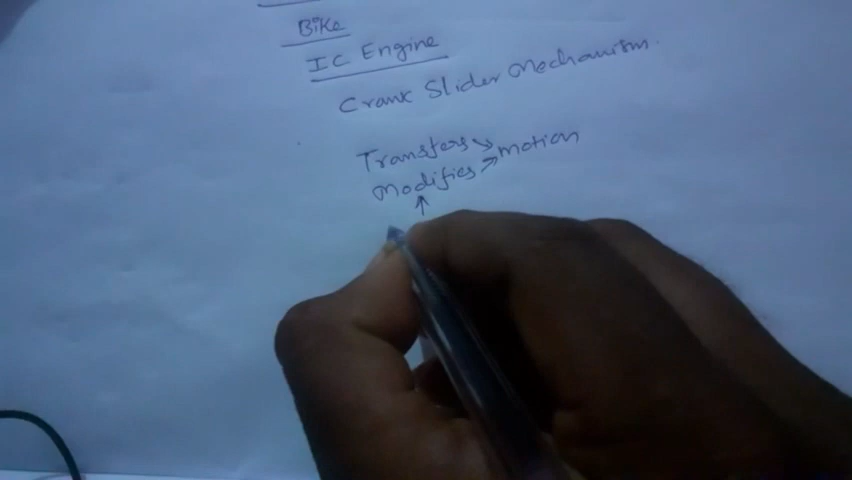 Bike
IC Engine
Crank Slider Mechanism.
Transfers
Modifies
motion